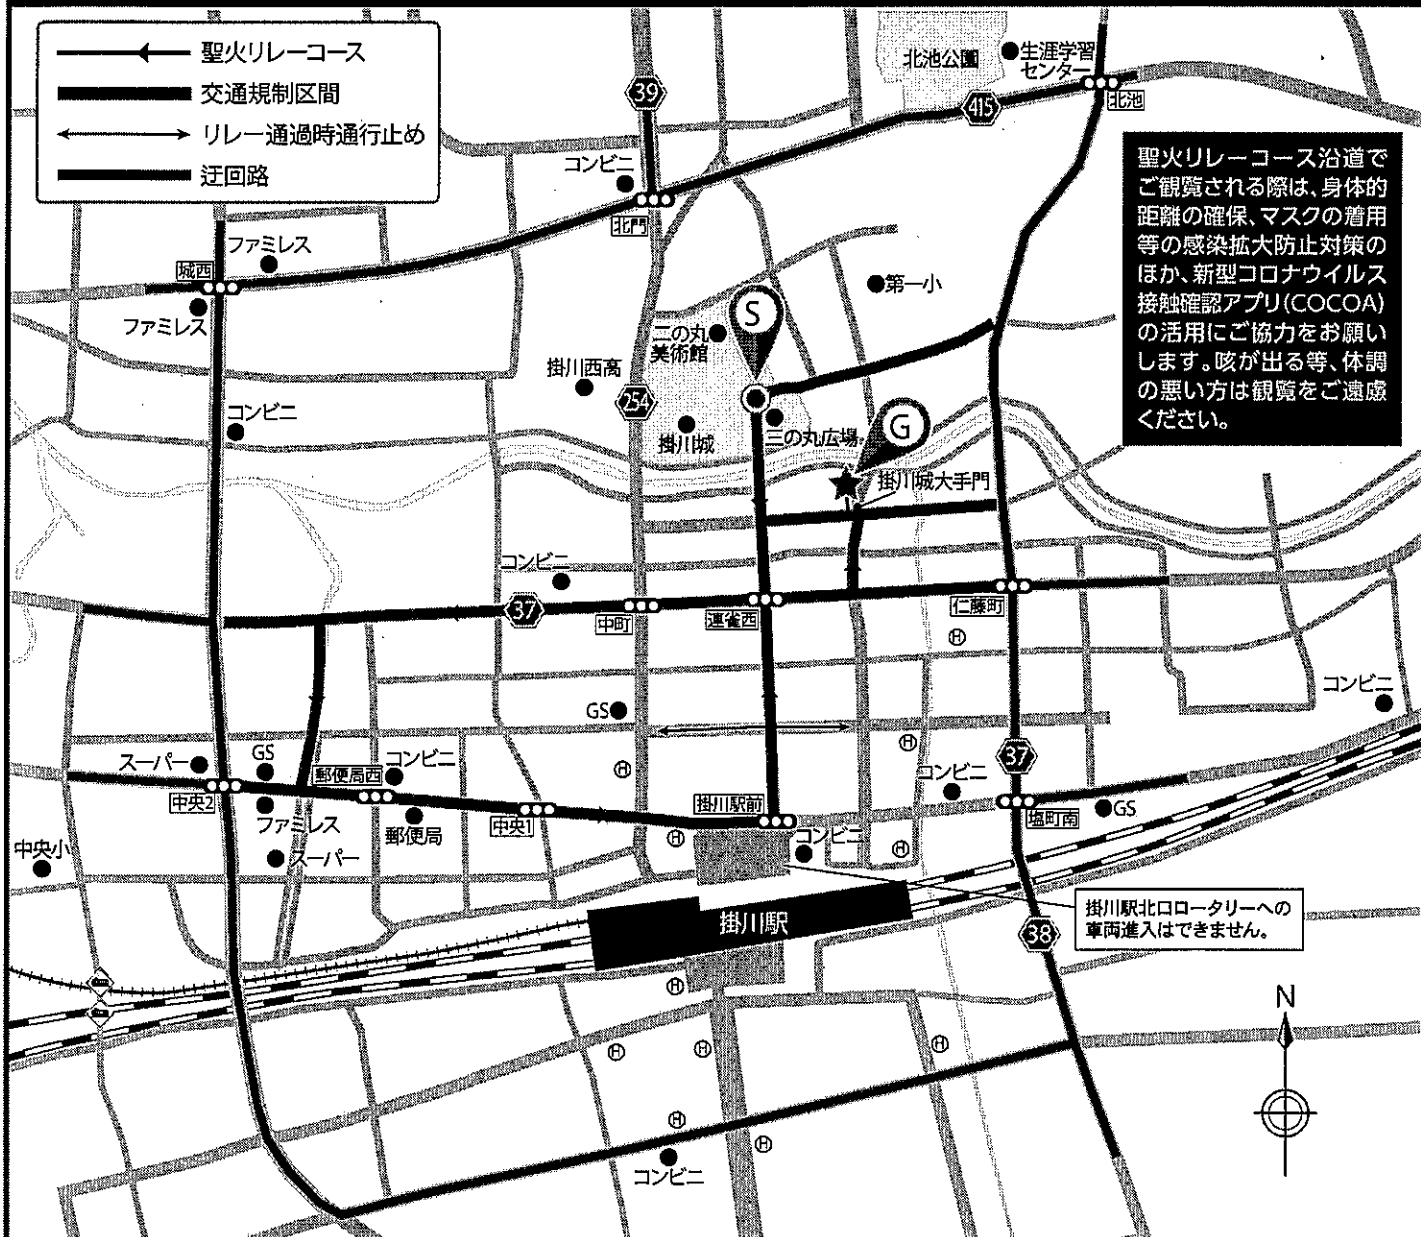 聖火リレーコース
交通規制区間
リレー通過時通行止め
迂回路
39
北池公園
生涯学習
センター
415
北池
コンビニ
北門
聖火リレーコース沿道で
ご観覧される際は、身体的
距離の確保、マスクの着用
等の感染拡大防止対策の
ほか、新型コロナウイルス
接触確認アプリ(COCOA)
の活用にご協力をお願い
します。咳が出る等、体調
の悪い方は観覧をご遠慮
ください。
ファミレス
城西
ファミレス
第一小
S
二の丸
美術館
掛川西高
254
コンビニ
掛川城
三の丸広場
G
掛川城大手門
コンビニ
37
中町
連雀西
仁藤町
H
コンビニ
GS
H
スーパー
GS
郵便局西
コンビニ
H
コンビニ
37
中央2
ファミレス
郵便局
中央1
掛川駅前
塩町南
GS
スーパー
中央小
H
コンビニ
H
掛川駅
掛川駅北口ロータリーへの
車両進入はできません。
38
H
N
H
H
H
H
H
コンビニ